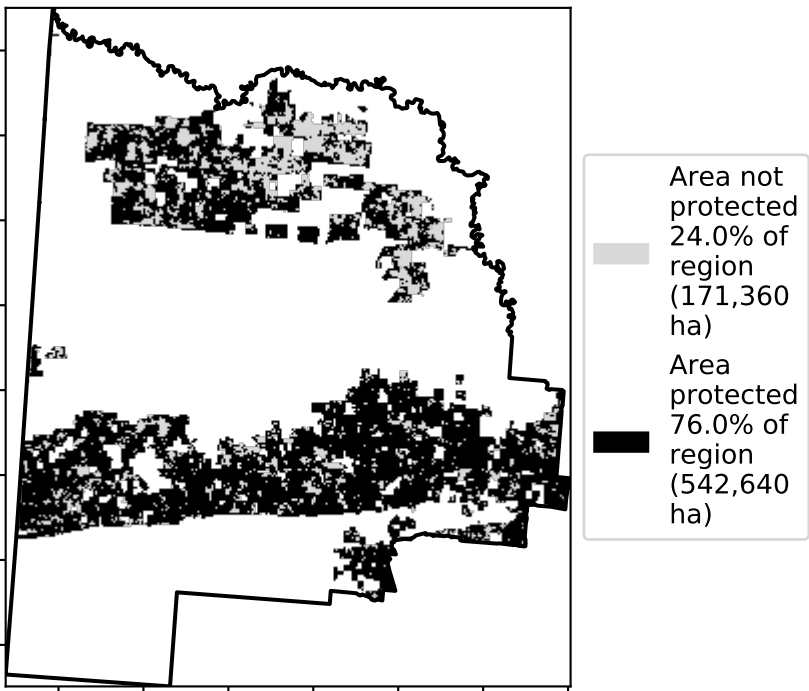 Area not
protected
24.0% of
region
(171,360
ha)
Area
protected
76.0% of
region
(542,640
ha)